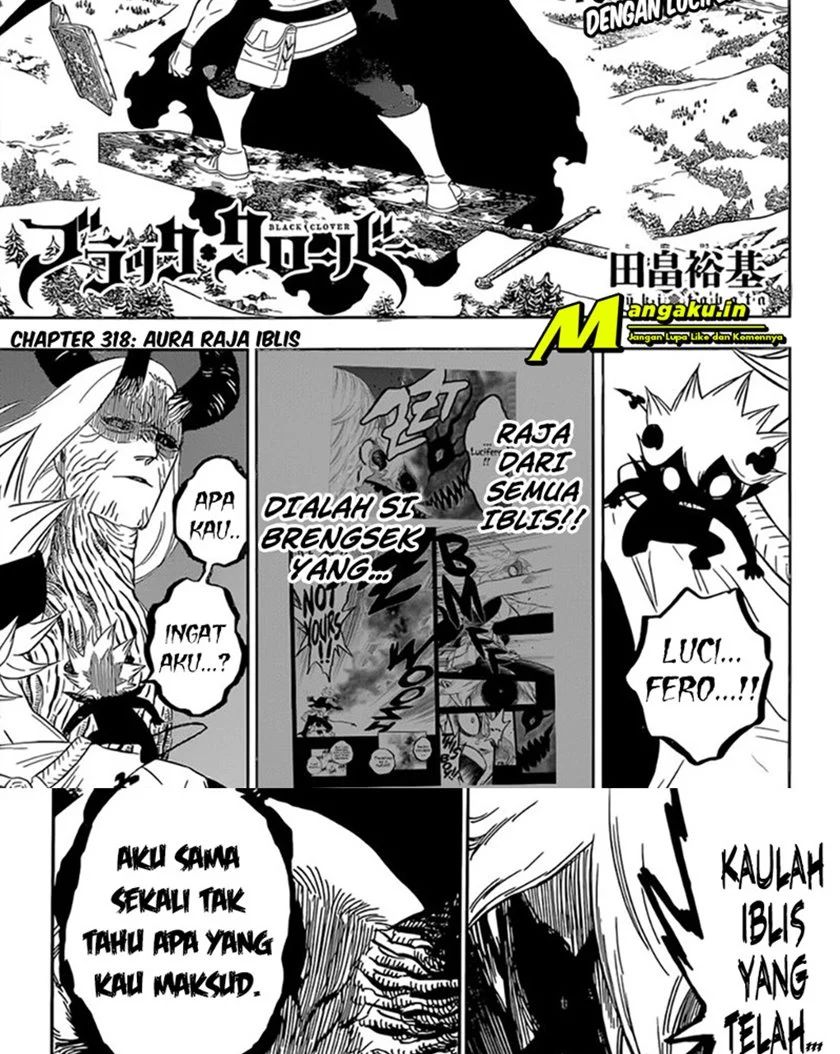 DENGAN LUCIFERO
BLACK CLOVER
ブラッククローバー
田畠裕基
Mangaku.in
Jangan Lupa Like dan Komennya
CHAPTER 318: AURA RAJA IBLIS
LUCI...
FERO...!!
RAJA
DARI
SEMUA
IBLIS!!
DIALAH SI
BRENGSEK
YANG...
ZZT
NOT
YOURS
!!!
WOOSH
APA
KAU..
INGAT
AKU...?
KAULAH
IBLIS
YANG
TELAH...
AKU SAMA
SEKALI TAK
TAHU APA YANG
KAU MAKSUD.